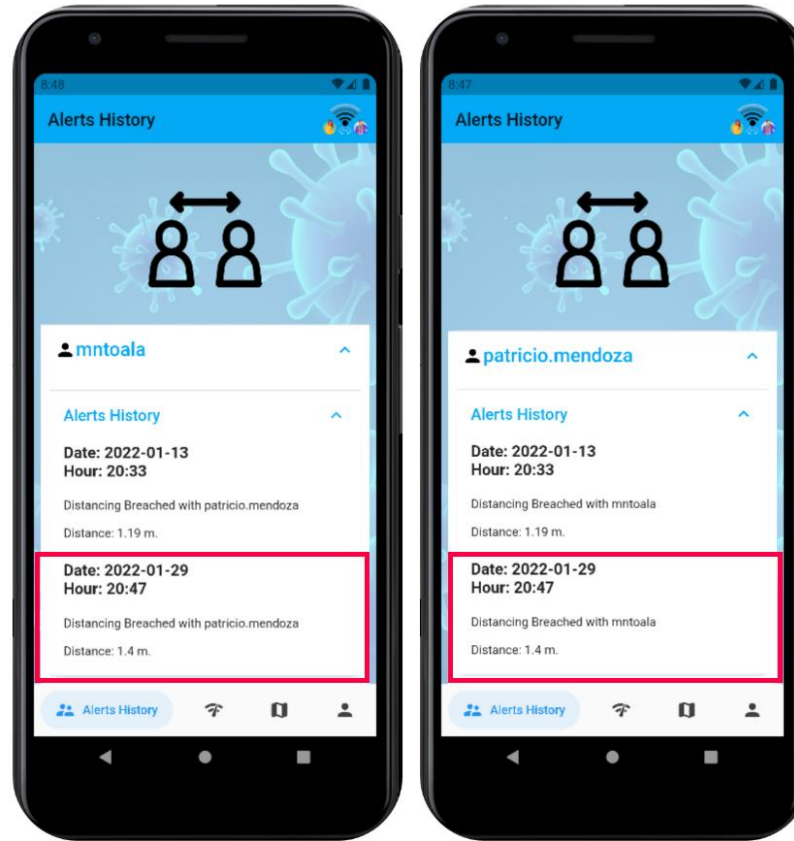 8:48
Alerts History
mntoala
Alerts History
Date: 2022-01-13
Hour: 20:33
Distancing Breached with patricio.mendoza
Distance: 1.19 m.
Date: 2022-01-29
Hour: 20:47
Distancing Breached with patricio.mendoza
Distance: 1.4 m.
Alerts History
8:47
Alerts History
patricio.mendoza
Alerts History
Date: 2022-01-13
Hour: 20:33
Distancing Breached with mntoala
Distance: 1.19 m.
Date: 2022-01-29
Hour: 20:47
Distancing Breached with mntoala
Distance: 1.4 m.
Alerts History